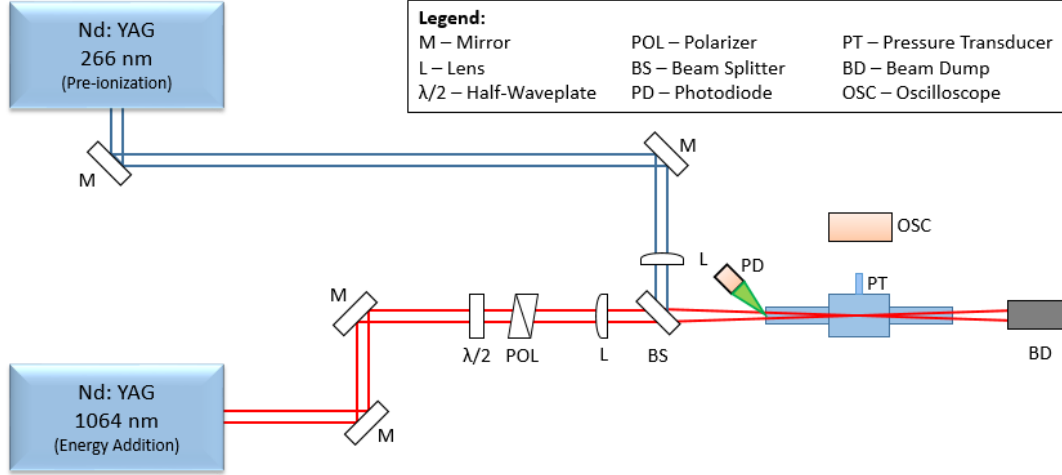 Nd: YAG
266 nm
(Pre-ionization)
Legend:
M – Mirror
POL – Polarizer
PT – Pressure Transducer
L – Lens
BS – Beam Splitter
BD – Beam Dump
λ/2 – Half-Waveplate
PD – Photodiode
OSC – Oscilloscope
M
M
OSC
L
PD
PT
M
λ/2
POL
L
BS
BD
Nd: YAG
1064 nm
(Energy Addition)
M